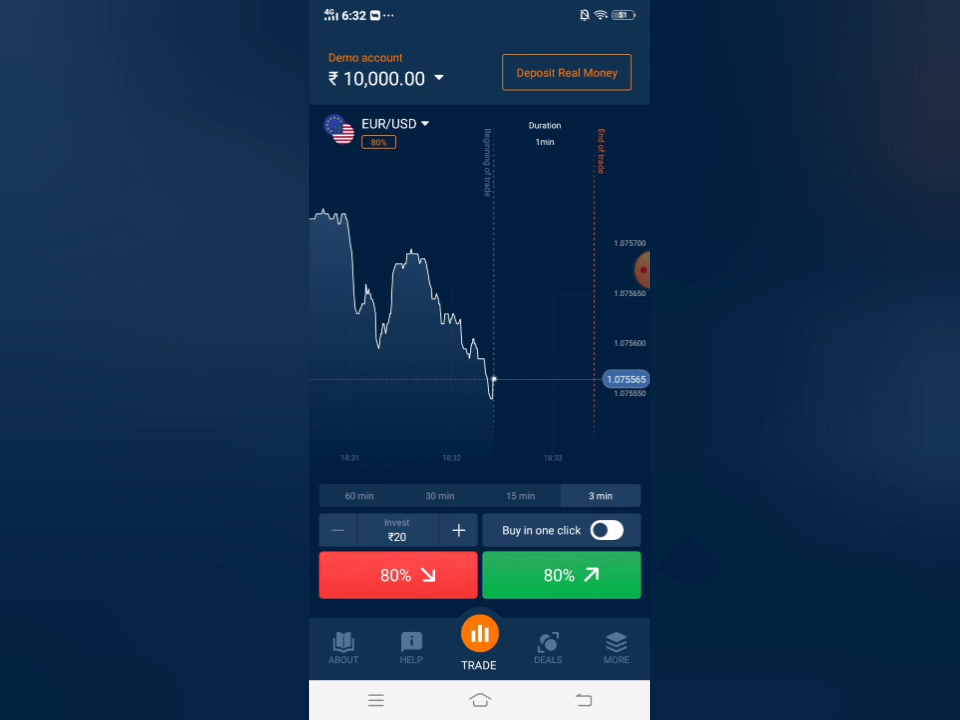 4G 6:32 ··· 51
Demo account
₹ 10,000.00
Deposit Real Money
EUR/USD
80%
Beginning of trade
Duration
1min
End of trade
1.075700
1.075650
1.075600
1.075565
1.075550
18:31 18:32 18:33
60 min 30 min 15 min 3 min
Invest
₹20
Buy in one click
80% 80%
ABOUT HELP TRADE DEALS MORE